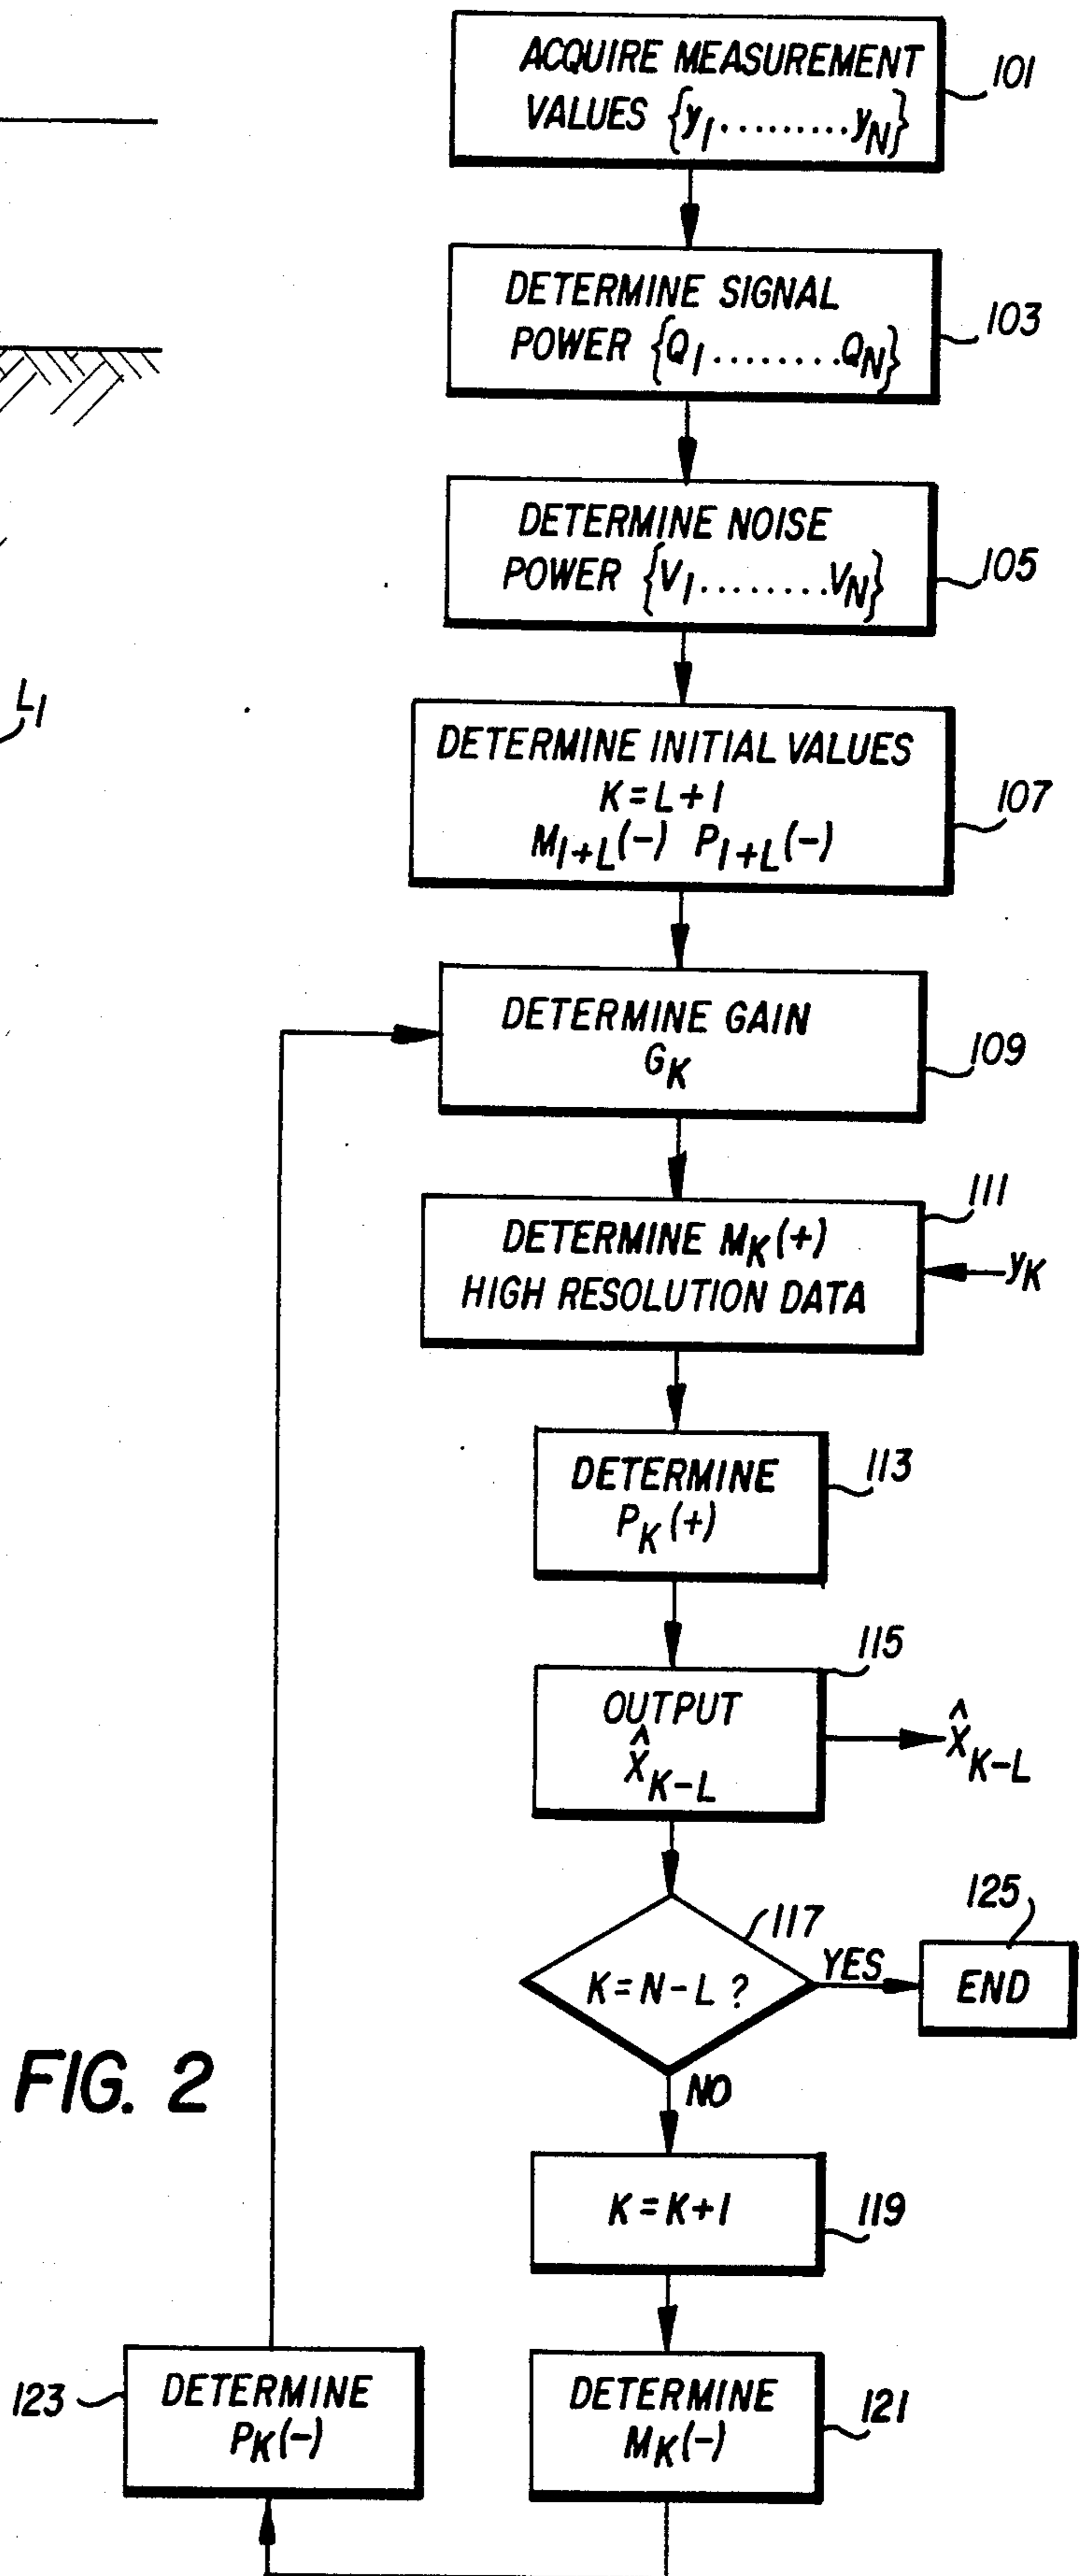 ACQUIRE MEASUREMENT
VALUES {y1.........yN}
101
DETERMINE SIGNAL
POWER {Q1........QN}
103
DETERMINE NOISE
POWER {V1........VN}
105
L1
DETERMINE INITIAL VALUES
K=L+1
M1+L(-) P1+L(-)
107
DETERMINE GAIN
GK
109
111
DETERMINE MK(+)
HIGH RESOLUTION DATA
yK
DETERMINE
PK(+)
113
115
OUTPUT
X̂K-L
X̂K-L
117
K=N-L?
YES
125
END
NO
FIG. 2
K=K+1
119
DETERMINE
MK(-)
121
123
DETERMINE
PK(-)